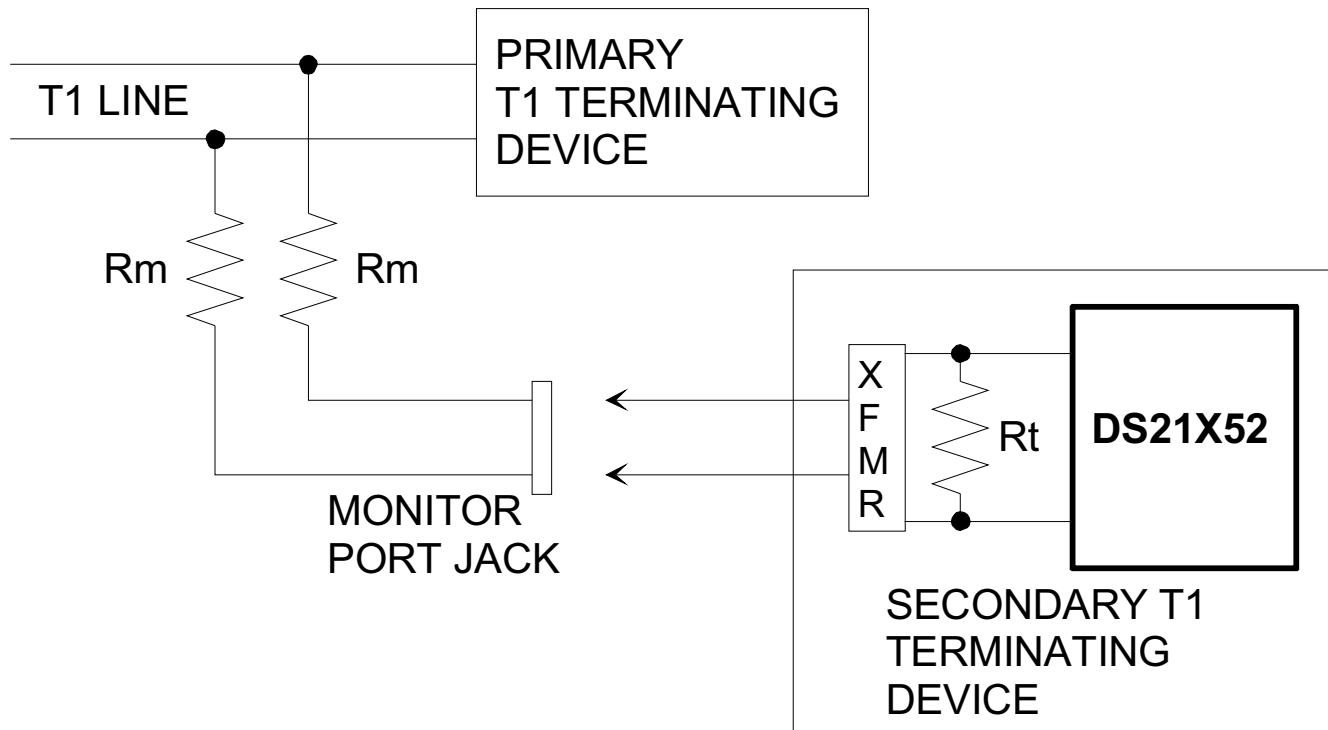 PRIMARY
T1 TERMINATING
DEVICE
T1 LINE
Rm
Rm
MONITOR
PORT JACK
X
F
M
R
Rt
DS21X52
SECONDARY T1
TERMINATING
DEVICE